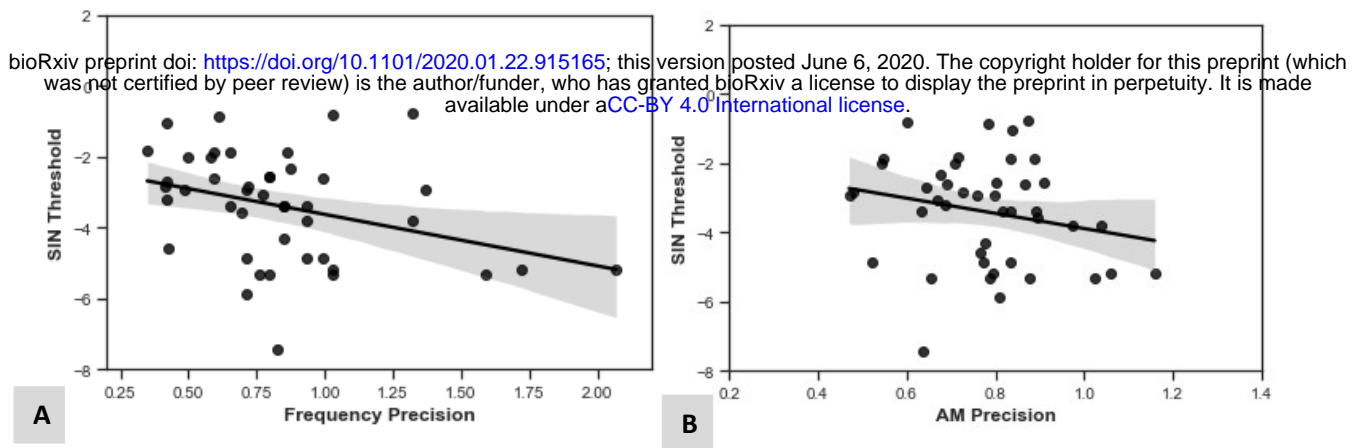 bioRxiv preprint doi: https://doi.org/10.1101/2020.01.22.915165; this version posted June 6, 2020. The copyright holder for this preprint (which
was not certified by peer review) is the author/funder, who has granted bioRxiv a license to display the preprint in perpetuity. It is made
available under aCC-BY 4.0 International license.
2
0
−2
−4
−6
−8
SIN Threshold
0.25 0.50 0.75 1.00 1.25 1.50 1.75 2.00
Frequency Precision
A
2
0
−2
−4
−6
−8
SIN Threshold
0.2 0.4 0.6 0.8 1.0 1.2 1.4
AM Precision
B